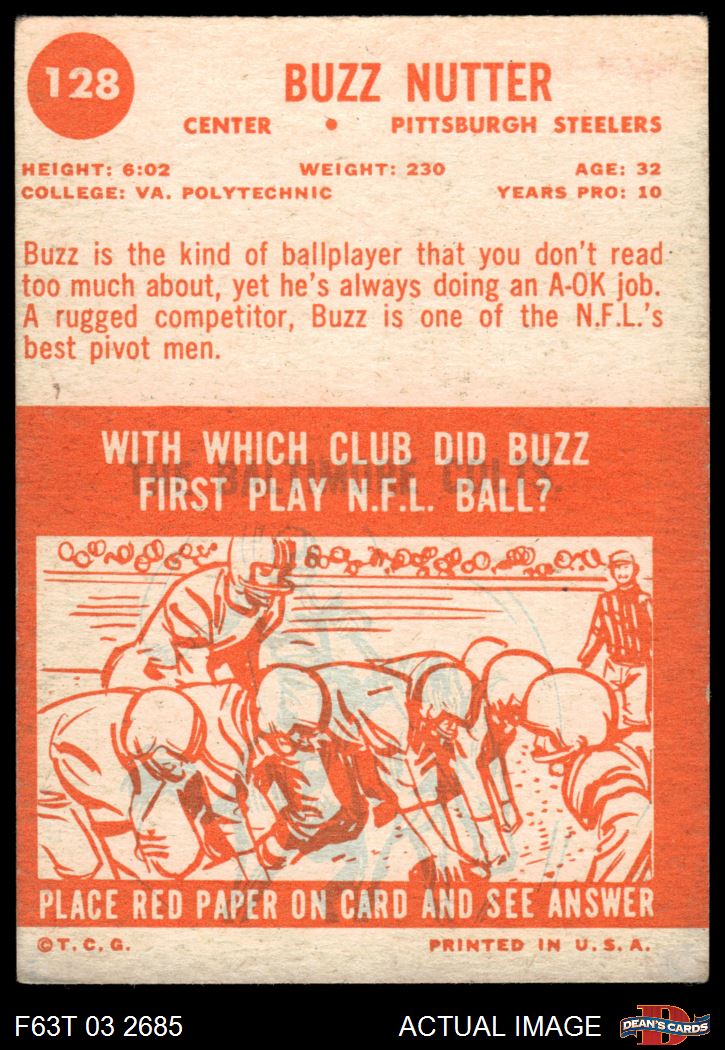 128
BUZZ NUTTER
CENTER • PITTSBURGH STEELERS
HEIGHT: 6:02 WEIGHT: 230 AGE: 32
COLLEGE: VA. POLYTECHNIC YEARS PRO: 10
Buzz is the kind of ballplayer that you don't read
too much about, yet he's always doing an A-OK job.
A rugged competitor, Buzz is one of the N.F.L.'s
best pivot men.
WITH WHICH CLUB DID BUZZ
THE BALTIMORE COLTS.
FIRST PLAY N.F.L. BALL?
PLACE RED PAPER ON CARD AND SEE ANSWER
©T.C.G. PRINTED IN U.S.A.
F63T 03 2685 ACTUAL IMAGE
D
DEAN'S CARDS